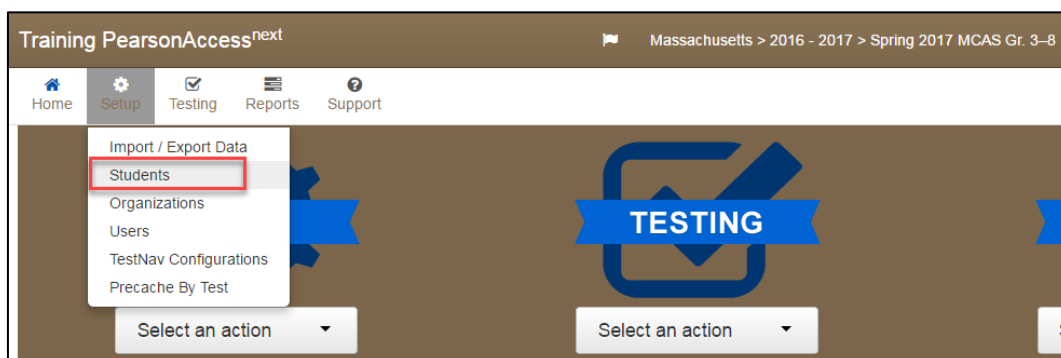 Training PearsonAccessnext
Massachusetts > 2016 - 2017 > Spring 2017 MCAS Gr. 3–8
Home
Setup
Testing
Reports
Support
Import / Export Data
Students
Organizations
Users
TestNav Configurations
Precache By Test
TESTING
Select an action
Select an action